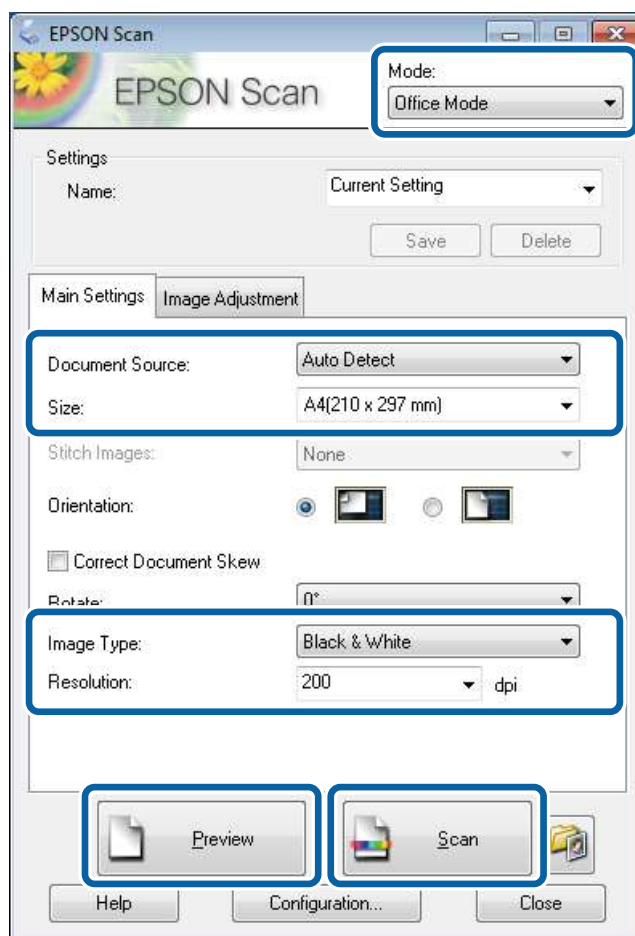 EPSON Scan
EPSON Scan
Mode:
Office Mode
Settings
Name: Current Setting
Save Delete
Main Settings Image Adjustment
Document Source: Auto Detect
Size: A4(210 x 297 mm)
Stitch Images: None
Orientation:
Correct Document Skew
Rotate: 0°
Image Type: Black & White
Resolution: 200 dpi
Preview Scan
Help Configuration... Close